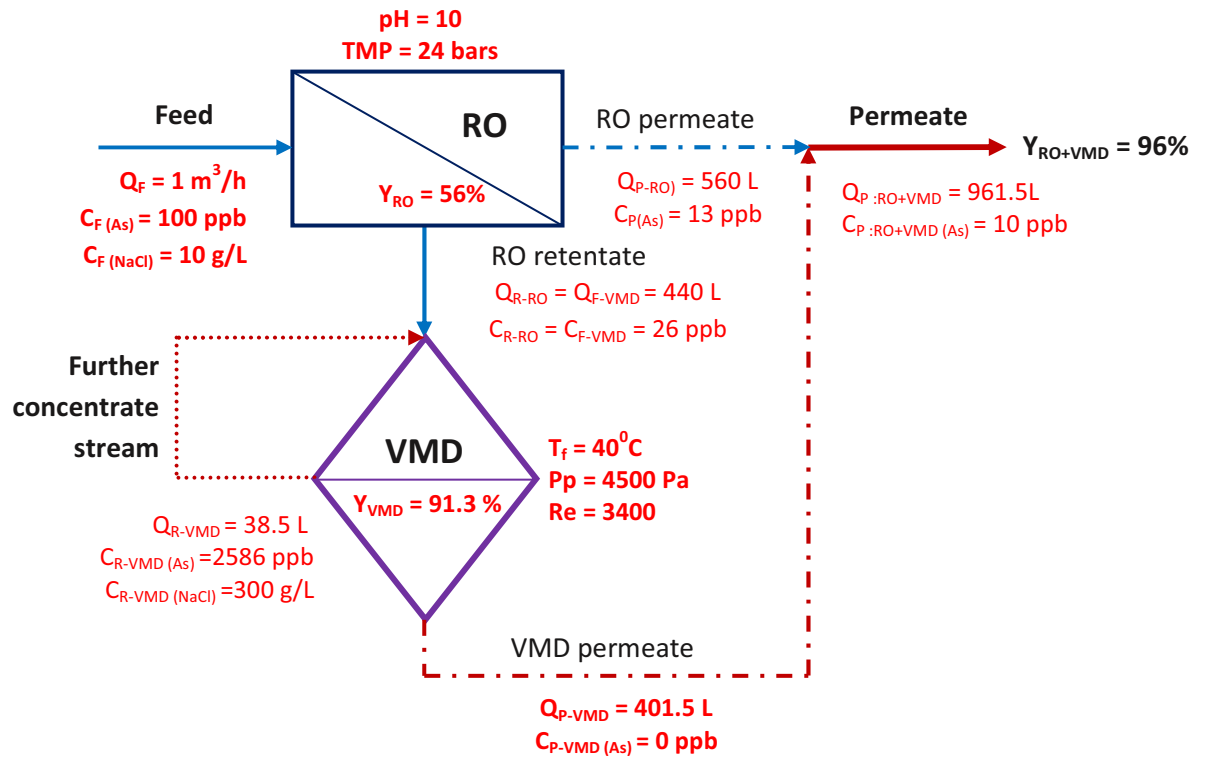 pH = 10
TMP = 24 bars
Feed
RO
RO permeate
Permeate
Y_RO+VMD = 96%
Q_F = 1 m³/h
C_F (As) = 100 ppb
C_F (NaCl) = 10 g/L
Y_RO = 56%
Q_P-RO) = 560 L
C_P(As) = 13 ppb
Q_P :RO+VMD = 961.5L
C_P :RO+VMD (As) = 10 ppb
RO retentate
Q_R-RO = Q_F-VMD = 440 L
C_R-RO = C_F-VMD = 26 ppb
Further
concentrate
stream
VMD
Y_VMD = 91.3 %
T_f = 40⁰C
Pp = 4500 Pa
Re = 3400
Q_R-VMD = 38.5 L
C_R-VMD (As) =2586 ppb
C_R-VMD (NaCl) =300 g/L
VMD permeate
Q_P-VMD = 401.5 L
C_P-VMD (As) = 0 ppb